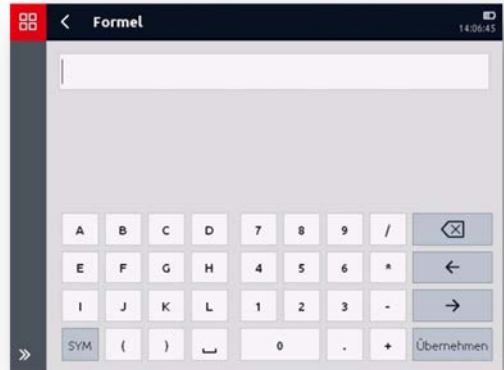 Formel
14:06:45
A B C D 7 8 9 /
E F G H 4 5 6 *
I J K L 1 2 3 -
SYM ( ) 0 . + Übernehmen